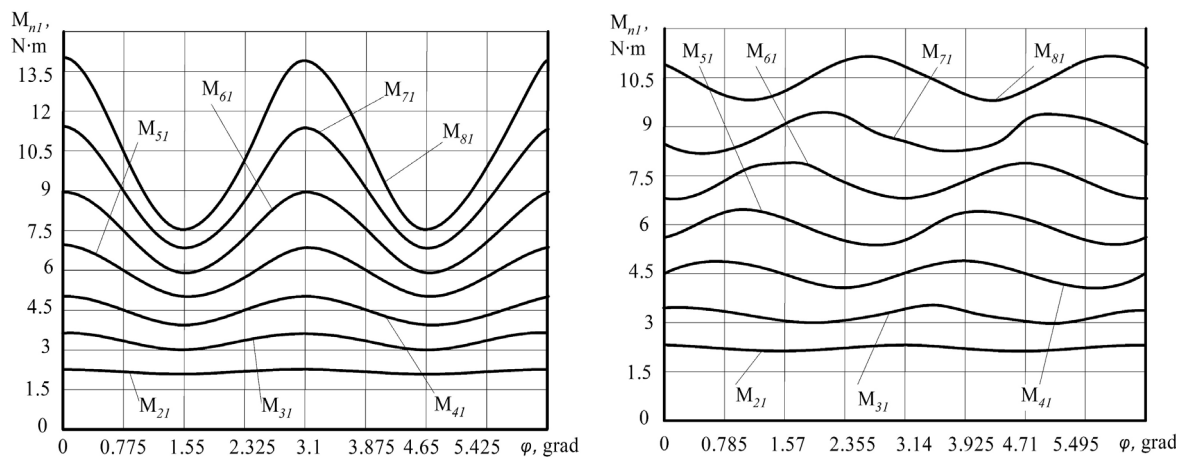 M n1,
N·m
13.5
12
10.5
9
7.5
6
4.5
3
1.5
0
M51
M61
M71
M81
M21
M31
M41
0 0.775 1.55 2.325 3.1 3.875 4.65 5.425 φ, grad
M n1,
N·m
10.5
9
7.5
6
4.5
3
1.5
0
M51
M61
M71
M81
M21
M31
M41
0 0.785 1.57 2.355 3.14 3.925 4.71 5.495 φ, grad